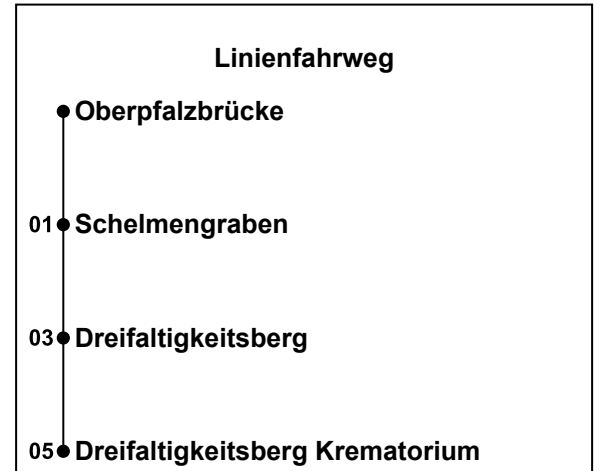 Linienfahrweg
Oberpfalzbrücke
01 Schelmengraben
03 Dreifaltigkeitsberg
05 Dreifaltigkeitsberg Krematorium